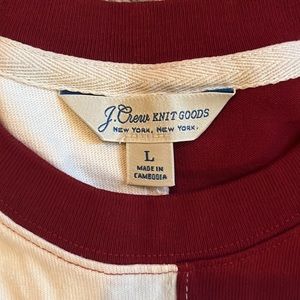 J.Crew KNIT GOODS
NEW YORK, NEW YORK.
L
MADE IN
CAMBODIA